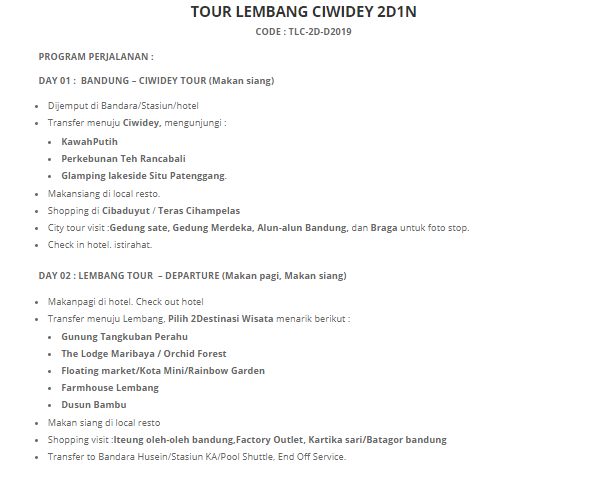 TOUR LEMBANG CIWIDEY 2D1N
CODE : TLC-2D-D2019
PROGRAM PERJALANAN :
DAY 01 : BANDUNG – CIWIDEY TOUR (Makan siang)
Dijemput di Bandara/Stasiun/hotel
Transfer menuju Ciwidey, mengunjungi :
KawahPutih
Perkebunan Teh Rancabali
Glamping lakeside Situ Patenggang.
Makansiang di local resto.
Shopping di Cibaduyut / Teras Cihampelas
City tour visit :Gedung sate, Gedung Merdeka, Alun-alun Bandung, dan Braga untuk foto stop.
Check in hotel. istirahat.
DAY 02 : LEMBANG TOUR – DEPARTURE (Makan pagi, Makan siang)
Makanpagi di hotel. Check out hotel
Transfer menuju Lembang, Pilih 2Destinasi Wisata menarik berikut :
Gunung Tangkuban Perahu
The Lodge Maribaya / Orchid Forest
Floating market/Kota Mini/Rainbow Garden
Farmhouse Lembang
Dusun Bambu
Makan siang di local resto
Shopping visit :Iteung oleh-oleh bandung,Factory Outlet, Kartika sari/Batagor bandung
Transfer to Bandara Husein/Stasiun KA/Pool Shuttle, End Off Service.